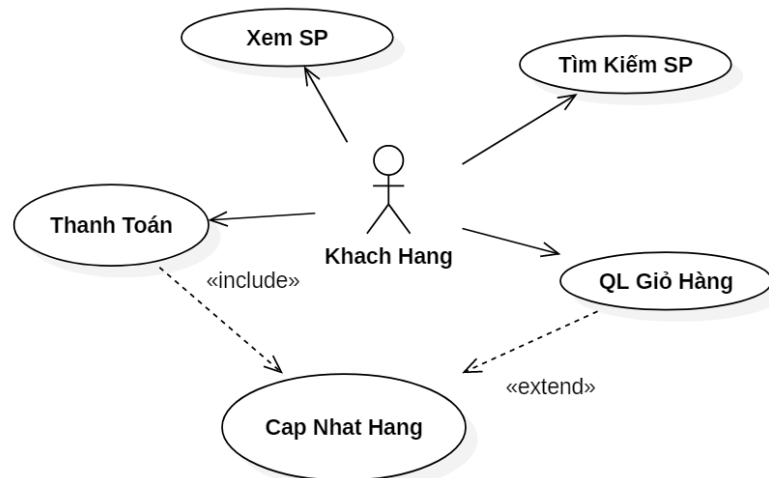 Xem SP
Tìm Kiếm SP
Thanh Toán
Khach Hang
«include»
QL Giỏ Hàng
«extend»
Cap Nhat Hang